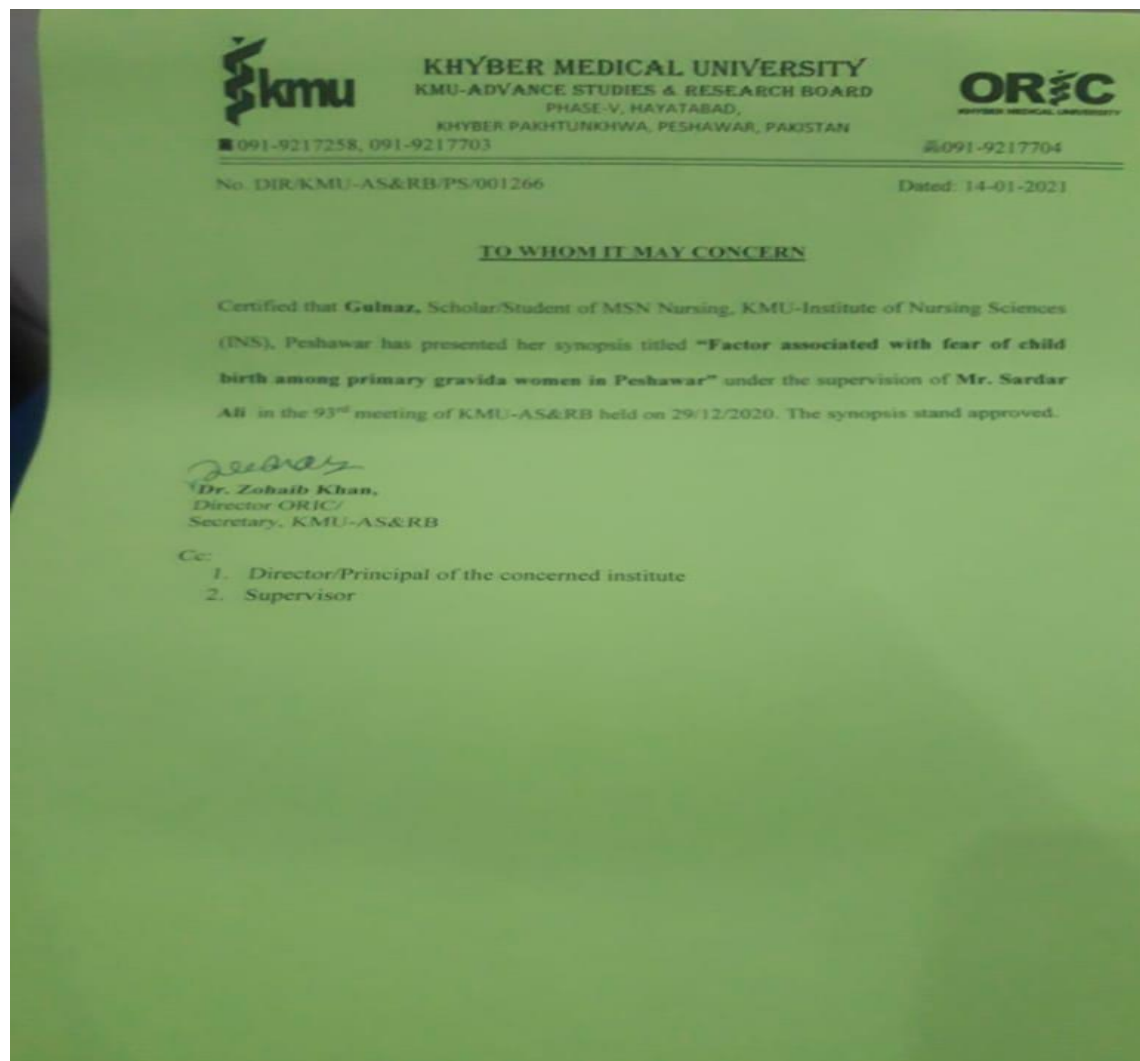 kmu
KHYBER MEDICAL UNIVERSITY
KMU-ADVANCE STUDIES & RESEARCH BOARD
PHASE-V, HAYATABAD,
KHYBER PAKHTUNKHWA, PESHAWAR, PAKISTAN
ORIC
KHYBER MEDICAL UNIVERSITY
091-9217258, 091-9217703
091-9217704
No. DIR/KMU-AS&RB/PS/001266
Dated: 14-01-2021
TO WHOM IT MAY CONCERN
Certified that Gulnaz, Scholar/Student of MSN Nursing, KMU-Institute of Nursing Sciences
(INS), Peshawar has presented her synopsis titled “Factor associated with fear of child
birth among primary gravida women in Peshawar” under the supervision of Mr. Sardar
Ali in the 93rd meeting of KMU-AS&RB held on 29/12/2020. The synopsis stand approved.
Dr. Zohaib Khan,
Director ORIC/
Secretary, KMU-AS&RB
Cc:
1. Director/Principal of the concerned institute
2. Supervisor